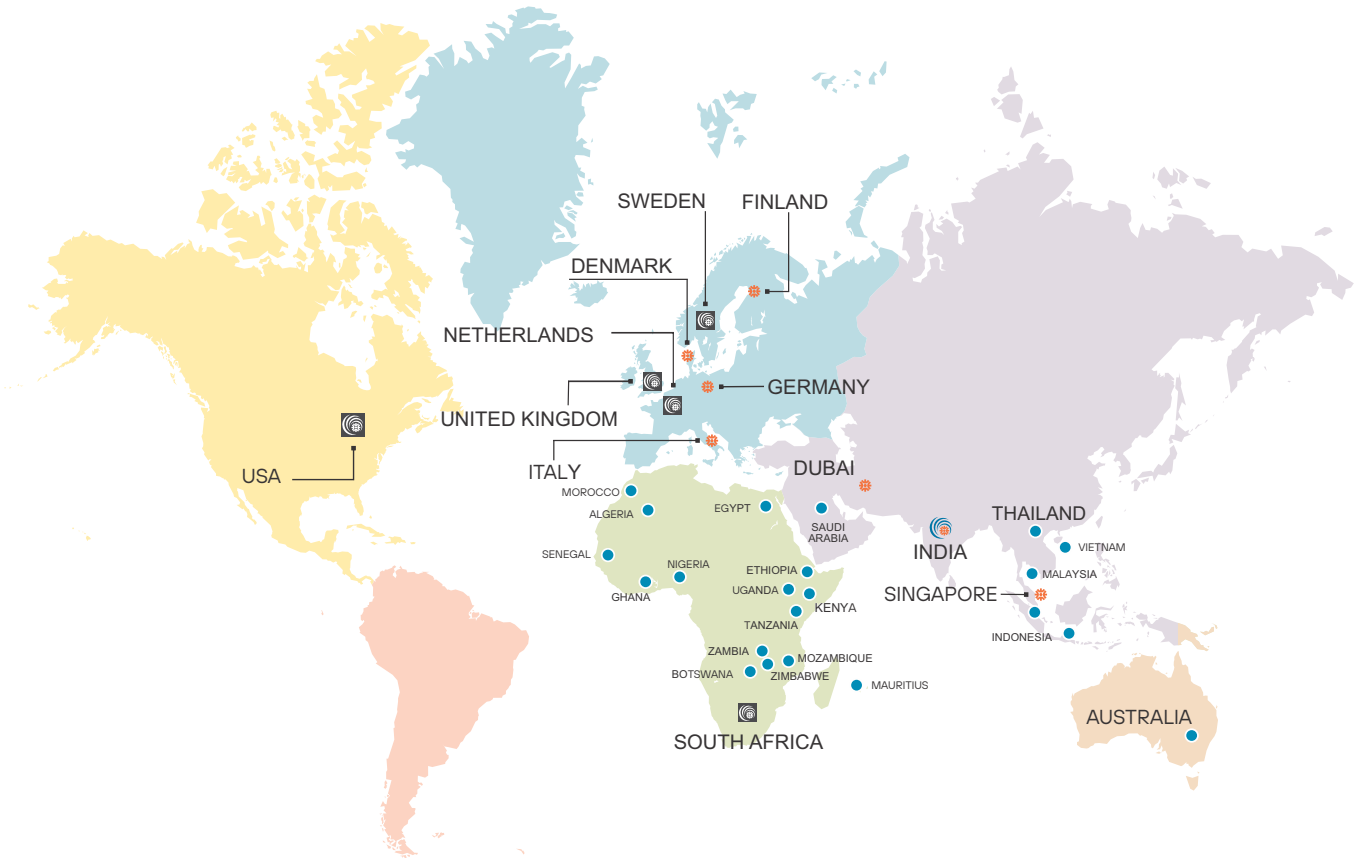 SWEDEN
FINLAND
DENMARK
NETHERLANDS
GERMANY
UNITED KINGDOM
ITALY
USA
DUBAI
MOROCCO
ALGERIA
EGYPT
SAUDI
ARABIA
THAILAND
INDIA
VIETNAM
SENEGAL
NIGERIA
ETHIOPIA
MALAYSIA
GHANA
UGANDA
KENYA
SINGAPORE
TANZANIA
INDONESIA
ZAMBIA
MOZAMBIQUE
BOTSWANA
ZIMBABWE
MAURITIUS
AUSTRALIA
SOUTH AFRICA